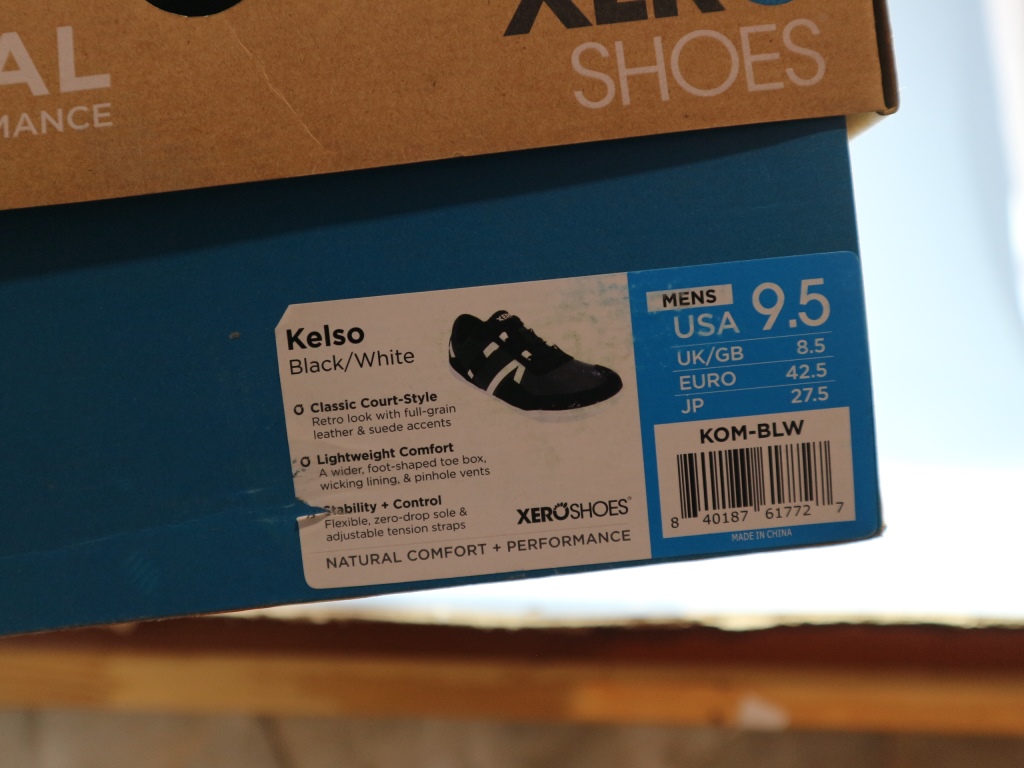 XERO
SHOES
AL
MANCE
Kelso
Black/White
Classic Court-Style
Retro look with full-grain
leather & suede accents
Lightweight Comfort
A wider, foot-shaped toe box,
wicking lining, & pinhole vents
Stability + Control
Flexible, zero-drop sole &
adjustable tension straps
XEROSHOES®
NATURAL COMFORT + PERFORMANCE
MENS
USA 9.5
UK/GB 8.5
EURO 42.5
JP 27.5
KOM-BLW
8 40187 61772 7
MADE IN CHINA